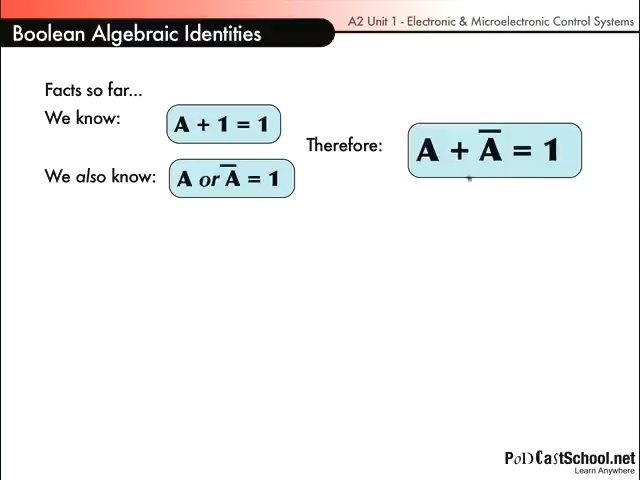 A2 Unit 1 - Electronic & Microelectronic Control Systems
Boolean Algebraic Identities
Facts so far...
We know:
A + 1 = 1
Therefore:
A + A̅ = 1
We also know:
A or A̅ = 1
PoDCastSchool.net
Learn Anywhere